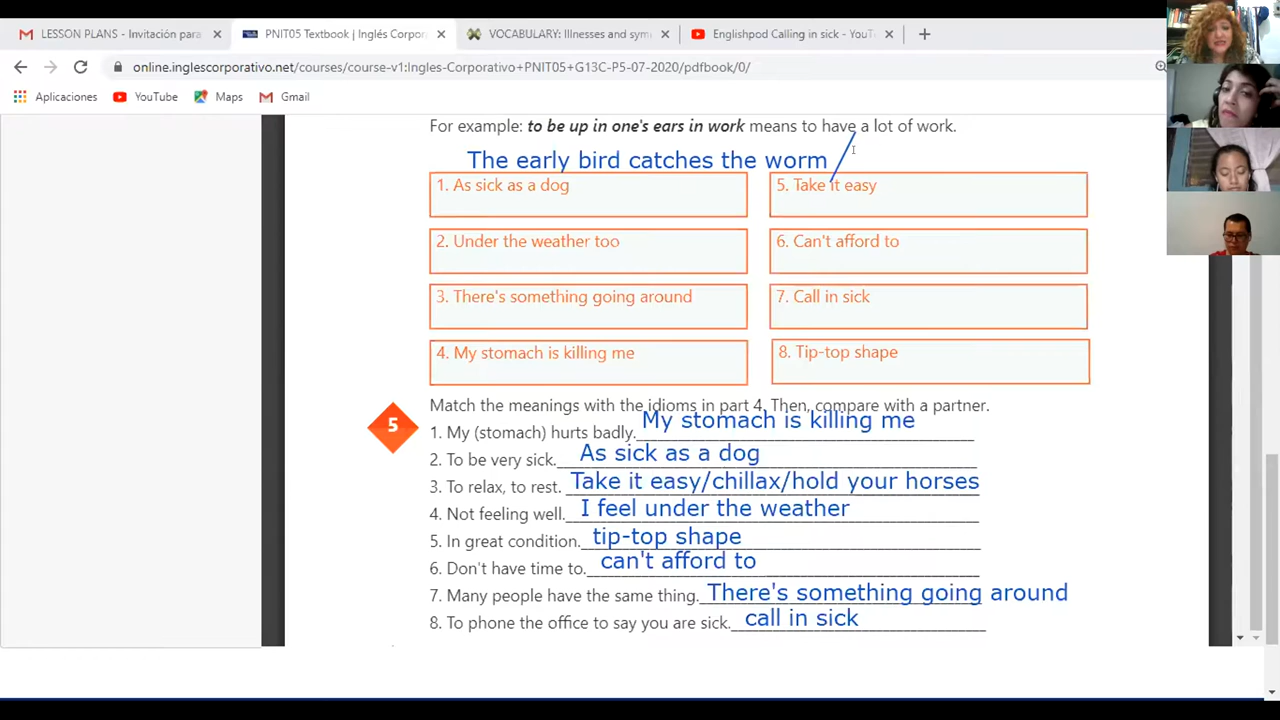 LESSON PLANS - Invitación para
PNIT05 Textbook | Inglés Corpor
VOCABULARY: Illnesses and sym
Englishpod Calling in sick - YouT
online.inglescorporativo.net/courses/course-v1:Ingles-Corporativo+PNIT05+G13C-P5-07-2020/pdfbook/0/
Aplicaciones YouTube Maps Gmail
For example: to be up in one's ears in work means to have a lot of work.
The early bird catches the worm
1. As sick as a dog
5. Take it easy
2. Under the weather too
6. Can't afford to
3. There's something going around
7. Call in sick
4. My stomach is killing me
8. Tip-top shape
5
Match the meanings with the idioms in part 4. Then, compare with a partner.
1. My (stomach) hurts badly. My stomach is killing me
2. To be very sick. As sick as a dog
3. To relax, to rest. Take it easy/chillax/hold your horses
4. Not feeling well. I feel under the weather
5. In great condition. tip-top shape
6. Don't have time to. can't afford to
7. Many people have the same thing. There's something going around
8. To phone the office to say you are sick. call in sick